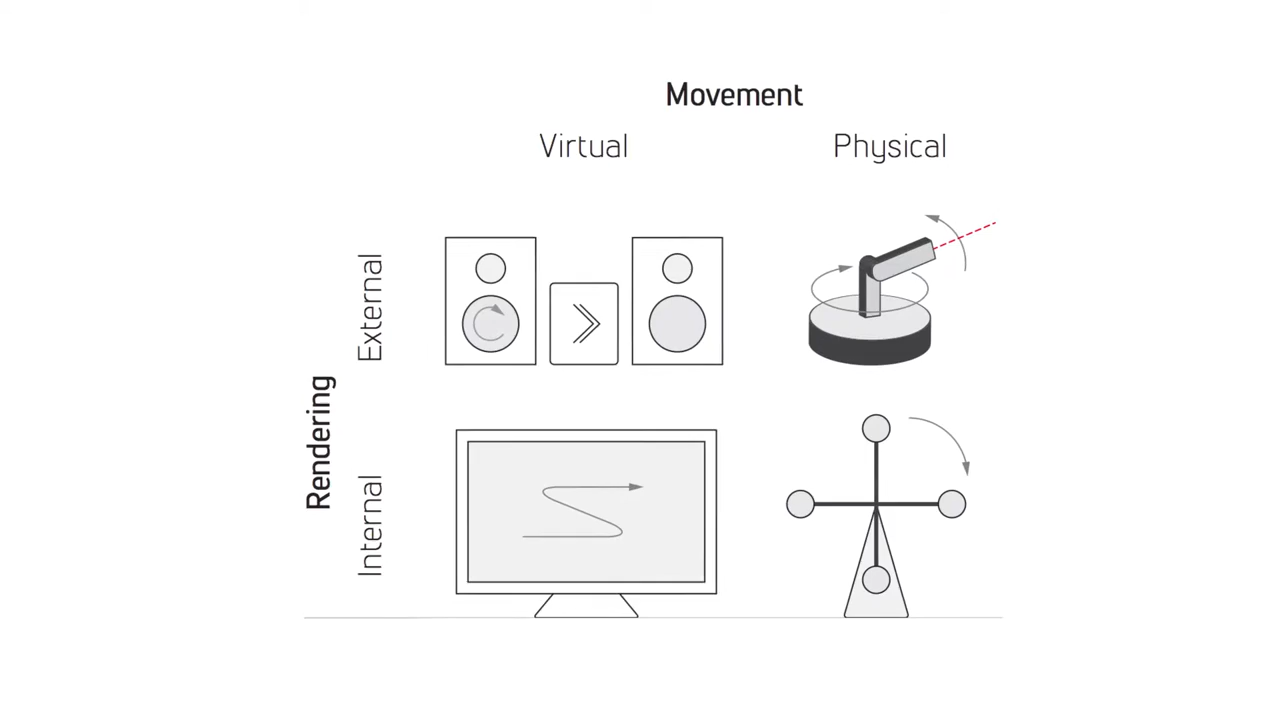 Movement
Virtual
Physical
External
Rendering
Internal